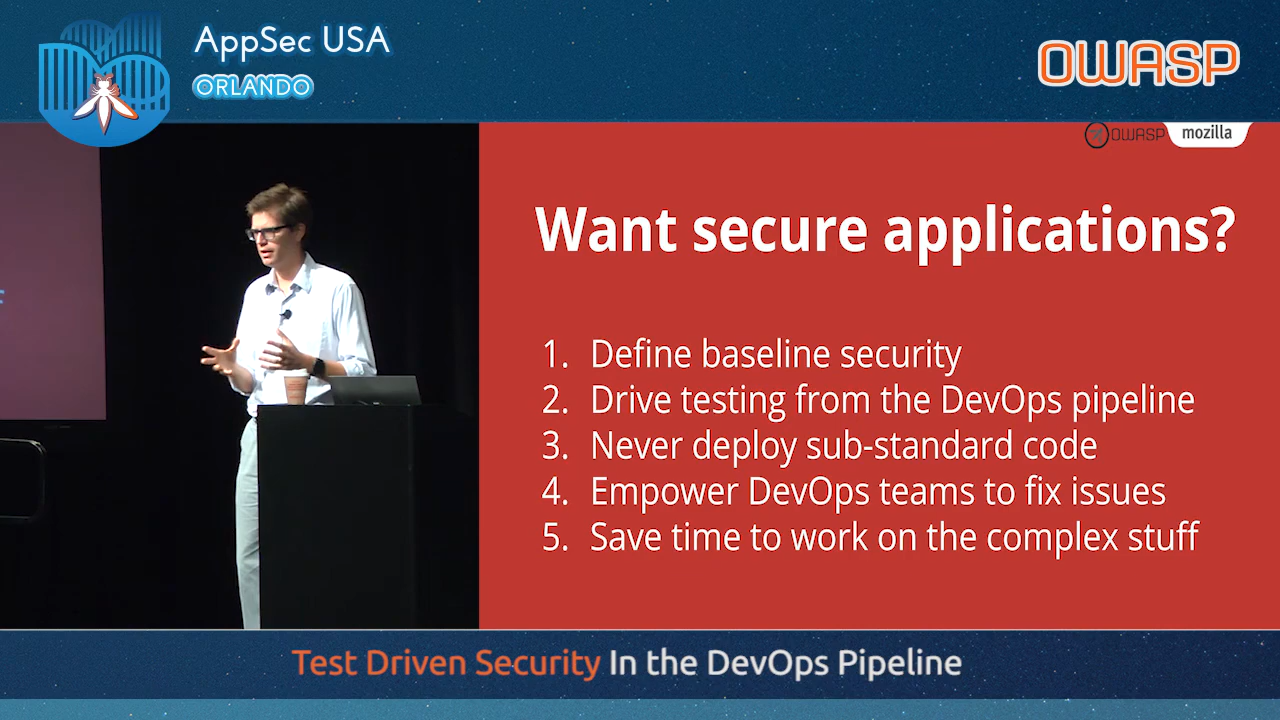 AppSec USA
ORLANDO
OWASP
OWASP mozilla
Want secure applications?
1. Define baseline security
2. Drive testing from the DevOps pipeline
3. Never deploy sub-standard code
4. Empower DevOps teams to fix issues
5. Save time to work on the complex stuff
Test Driven Security In the DevOps Pipeline